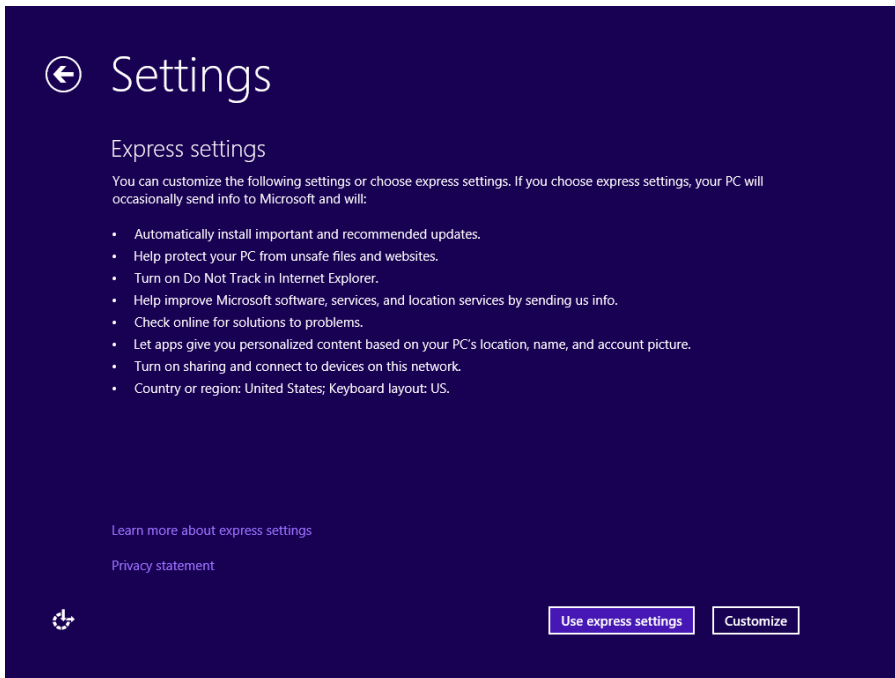 Settings
Express settings
You can customize the following settings or choose express settings. If you choose express settings, your PC will
occasionally send info to Microsoft and will:
• Automatically install important and recommended updates.
• Help protect your PC from unsafe files and websites.
• Turn on Do Not Track in Internet Explorer.
• Help improve Microsoft software, services, and location services by sending us info.
• Check online for solutions to problems.
• Let apps give you personalized content based on your PC's location, name, and account picture.
• Turn on sharing and connect to devices on this network.
• Country or region: United States; Keyboard layout: US.
Learn more about express settings
Privacy statement
Use express settings
Customize